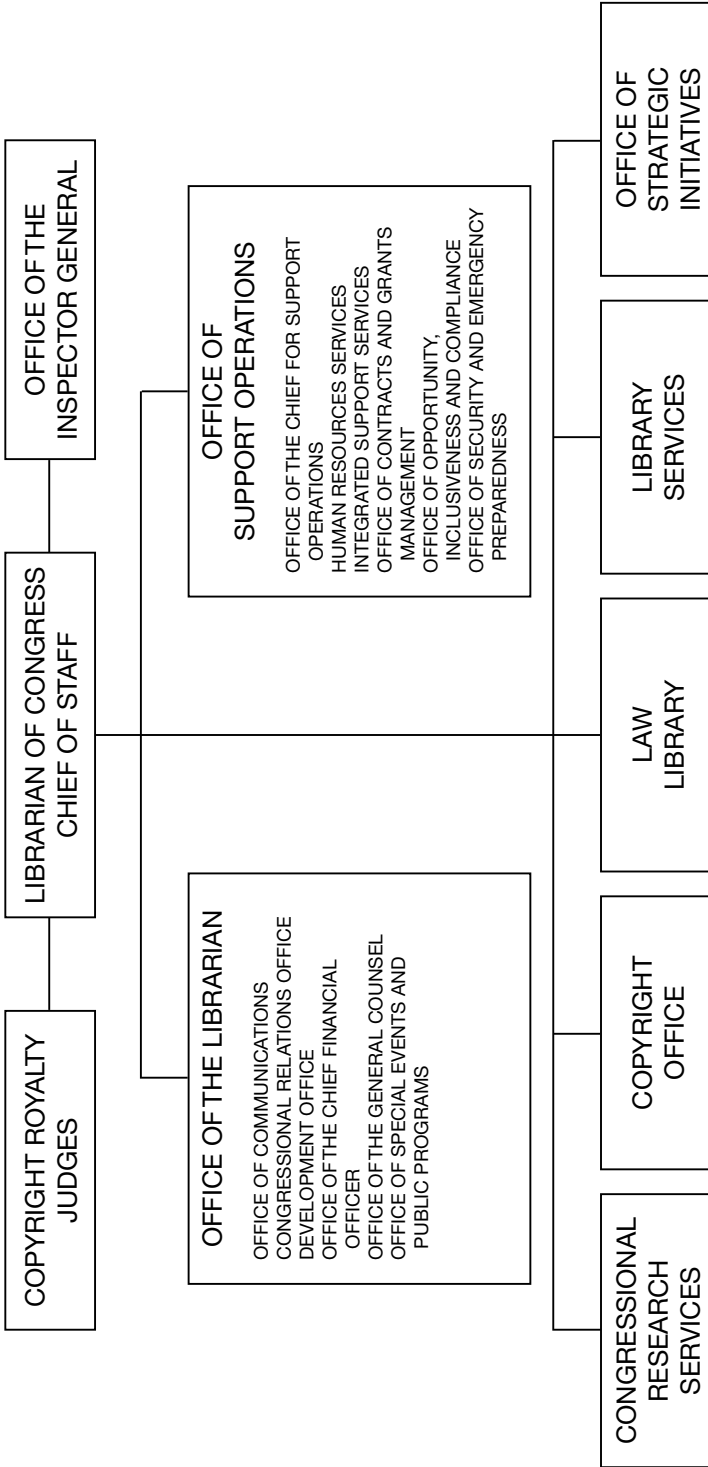 COPYRIGHT ROYALTY
JUDGES
LIBRARIAN OF CONGRESS
CHIEF OF STAFF
OFFICE OF THE
INSPECTOR GENERAL
OFFICE OF THE LIBRARIAN
OFFICE OF COMMUNICATIONS
CONGRESSIONAL RELATIONS OFFICE
DEVELOPMENT OFFICE
OFFICE OF THE CHIEF FINANCIAL
OFFICER
OFFICE OF THE GENERAL COUNSEL
OFFICE OF SPECIAL EVENTS AND
PUBLIC PROGRAMS
OFFICE OF
SUPPORT OPERATIONS
OFFICE OF THE CHIEF FOR SUPPORT
OPERATIONS
HUMAN RESOURCES SERVICES
INTEGRATED SUPPORT SERVICES
OFFICE OF CONTRACTS AND GRANTS
MANAGEMENT
OFFICE OF OPPORTUNITY,
INCLUSIVENESS AND COMPLIANCE
OFFICE OF SECURITY AND EMERGENCY
PREPAREDNESS
CONGRESSIONAL
RESEARCH
SERVICES
COPYRIGHT
OFFICE
LAW
LIBRARY
LIBRARY
SERVICES
OFFICE OF
STRATEGIC
INITIATIVES